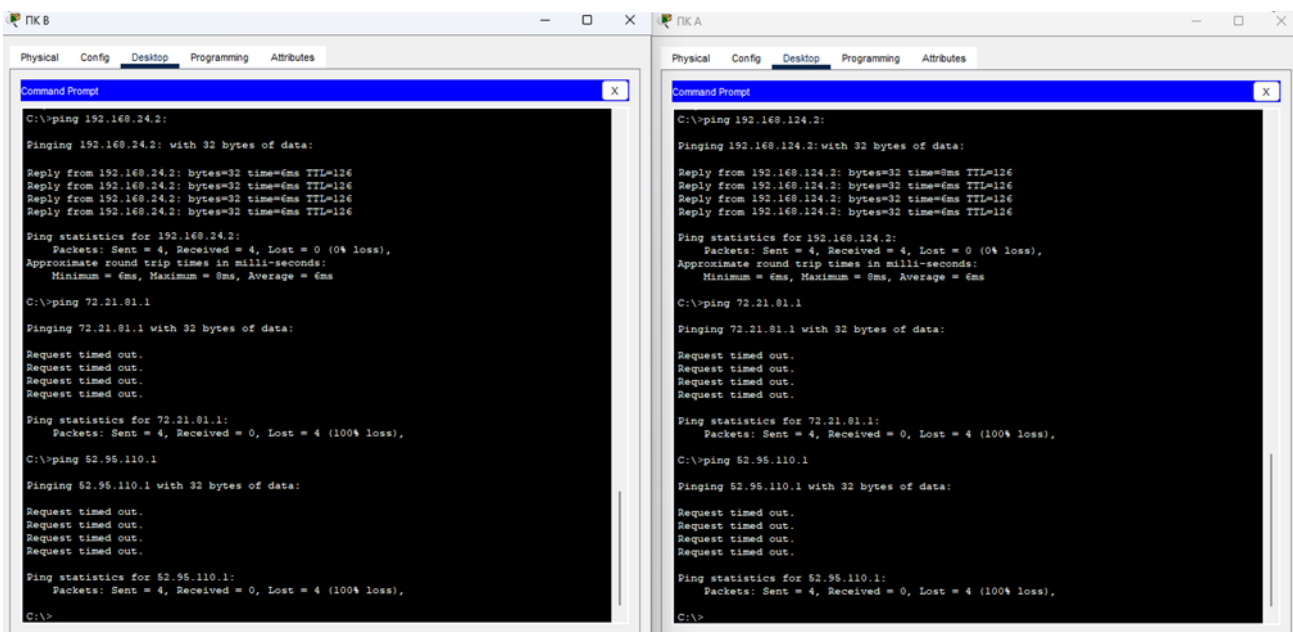 ПК B
Physical Config Desktop Programming Attributes
Command Prompt
X
C:\>ping 192.168.24.2:
Pinging 192.168.24.2: with 32 bytes of data:
Reply from 192.168.24.2: bytes=32 time=6ms TTL=126
Reply from 192.168.24.2: bytes=32 time=6ms TTL=126
Reply from 192.168.24.2: bytes=32 time=6ms TTL=126
Reply from 192.168.24.2: bytes=32 time=6ms TTL=126
Ping statistics for 192.168.24.2:
Packets: Sent = 4, Received = 4, Lost = 0 (0% loss),
Approximate round trip times in milli-seconds:
Minimum = 6ms, Maximum = 8ms, Average = 6ms
C:\>ping 72.21.81.1
Pinging 72.21.81.1 with 32 bytes of data:
Request timed out.
Request timed out.
Request timed out.
Request timed out.
Ping statistics for 72.21.81.1:
Packets: Sent = 4, Received = 0, Lost = 4 (100% loss),
C:\>ping 52.95.110.1
Pinging 52.95.110.1 with 32 bytes of data:
Request timed out.
Request timed out.
Request timed out.
Request timed out.
Ping statistics for 52.95.110.1:
Packets: Sent = 4, Received = 0, Lost = 4 (100% loss),
C:\>
ПК A
Physical Config Desktop Programming Attributes
Command Prompt
X
C:\>ping 192.168.124.2:
Pinging 192.168.124.2: with 32 bytes of data:
Reply from 192.168.124.2: bytes=32 time=8ms TTL=126
Reply from 192.168.124.2: bytes=32 time=6ms TTL=126
Reply from 192.168.124.2: bytes=32 time=6ms TTL=126
Reply from 192.168.124.2: bytes=32 time=6ms TTL=126
Ping statistics for 192.168.124.2:
Packets: Sent = 4, Received = 4, Lost = 0 (0% loss),
Approximate round trip times in milli-seconds:
Minimum = 6ms, Maximum = 8ms, Average = 6ms
C:\>ping 72.21.81.1
Pinging 72.21.81.1 with 32 bytes of data:
Request timed out.
Request timed out.
Request timed out.
Request timed out.
Ping statistics for 72.21.81.1:
Packets: Sent = 4, Received = 0, Lost = 4 (100% loss),
C:\>ping 52.95.110.1
Pinging 52.95.110.1 with 32 bytes of data:
Request timed out.
Request timed out.
Request timed out.
Request timed out.
Ping statistics for 52.95.110.1:
Packets: Sent = 4, Received = 0, Lost = 4 (100% loss),
C:\>